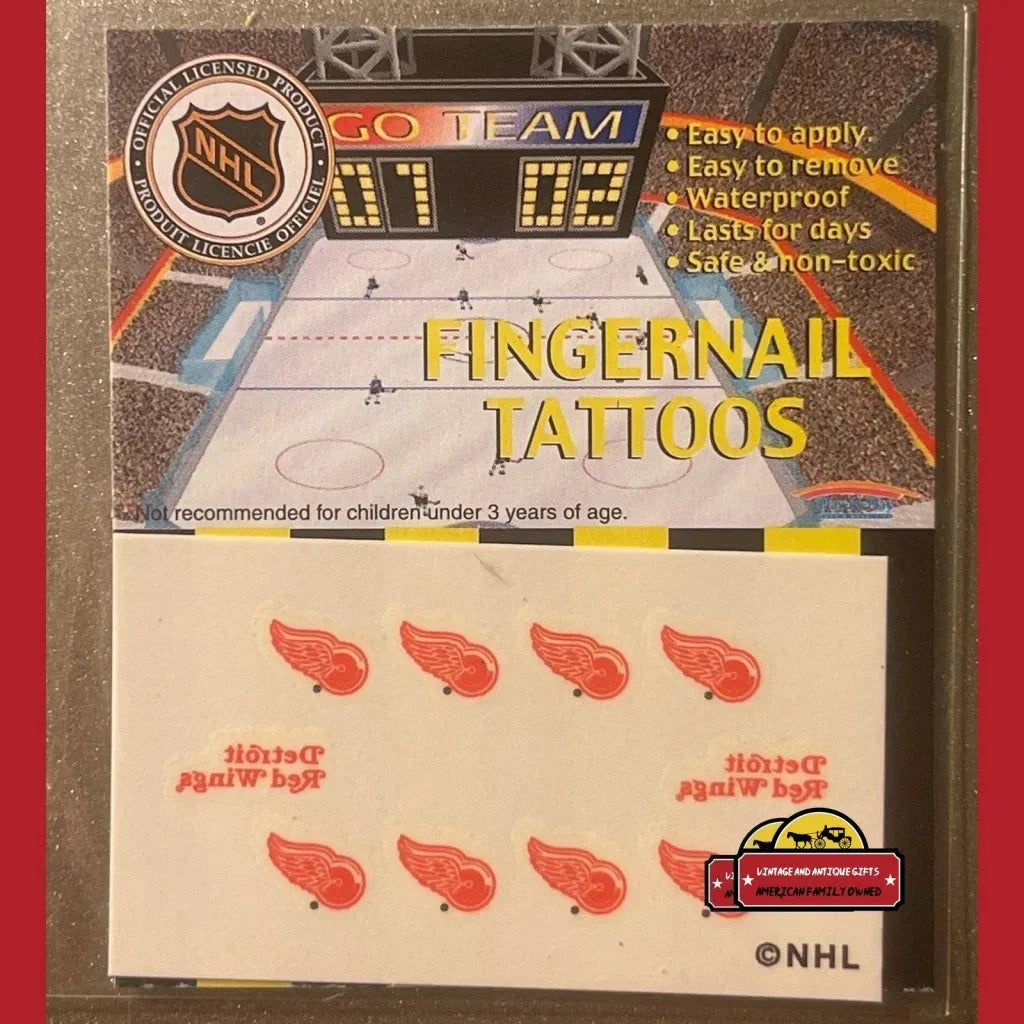 OFFICIAL LICENSED PRODUCT
NHL
PRODUIT LICENCIE OFFICIEL
GO TEAM
07 02
• Easy to apply.
• Easy to remove
• Waterproof
• Lasts for days
• Safe & non-toxic
FINGERNAIL
TATTOOS
Not recommended for children under 3 years of age.
Detroit
Red Wings
Detroit
Red Wings
VINTAGE AND ANTIQUE GIFTS
AMERICAN FAMILY OWNED
©NHL